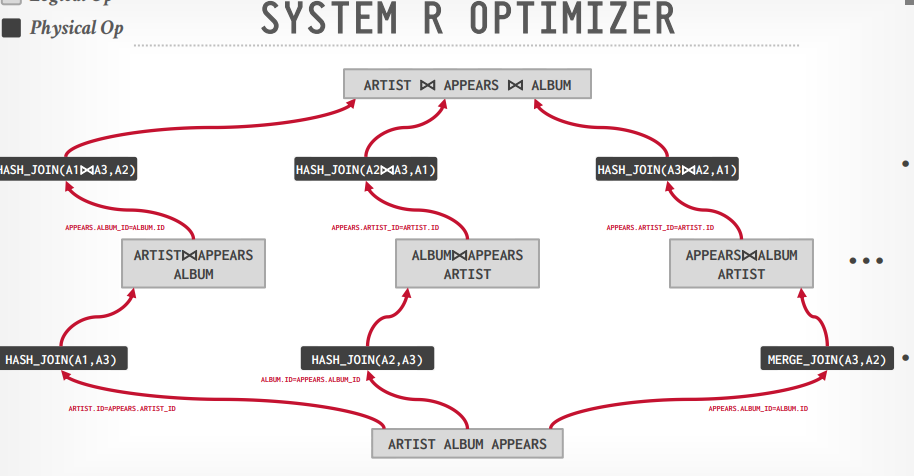 Physical Op
SYSTEM R OPTIMIZER
ARTIST ⋈ APPEARS ⋈ ALBUM
HASH_JOIN(A1⋈A3,A2)
HASH_JOIN(A2⋈A3,A1)
HASH_JOIN(A3⋈A2,A1)
APPEARS.ALBUM_ID=ALBUM.ID
APPEARS.ARTIST_ID=ARTIST.ID
APPEARS.ARTIST_ID=ARTIST.ID
ARTIST⋈APPEARS
ALBUM
ALBUM⋈APPEARS
ARTIST
APPEARS⋈ALBUM
ARTIST
HASH_JOIN(A1,A3)
HASH_JOIN(A2,A3)
MERGE_JOIN(A3,A2)
ALBUM.ID=APPEARS.ALBUM_ID
ARTIST.ID=APPEARS.ARTIST_ID
APPEARS.ALBUM_ID=ALBUM.ID
ARTIST ALBUM APPEARS